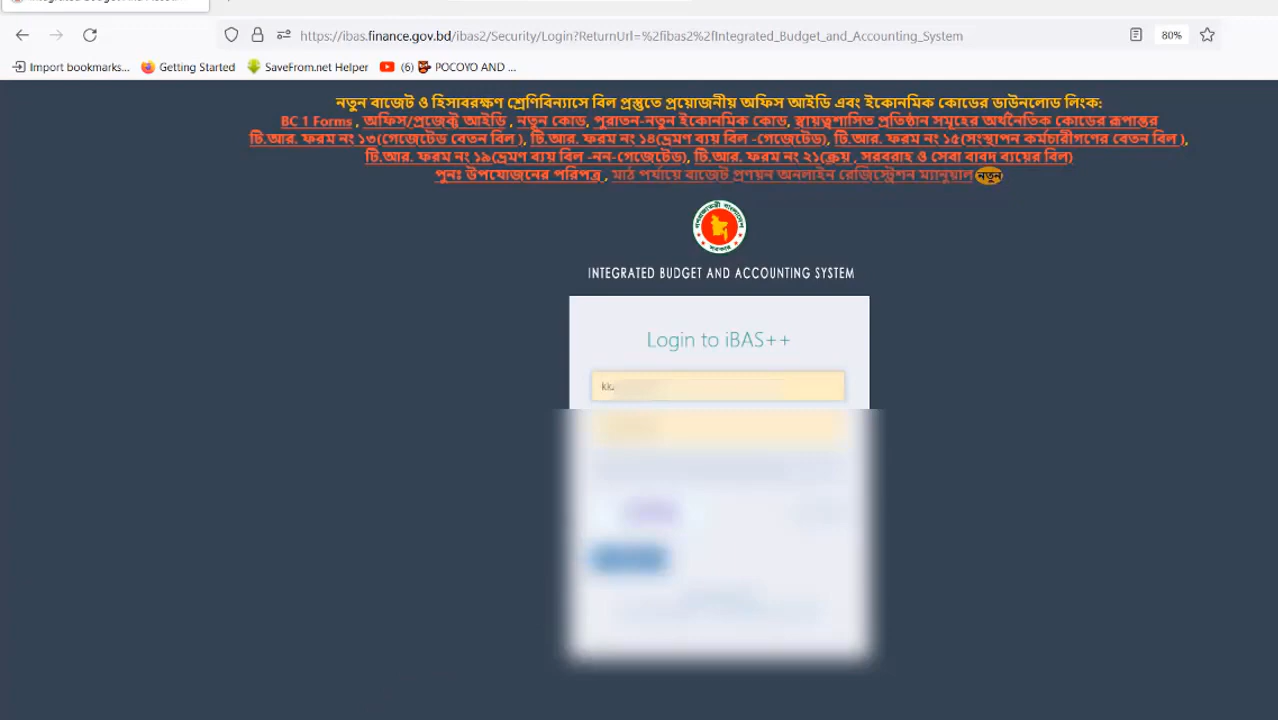 https://ibas.finance.gov.bd/ibas2/Security/Login?ReturnUrl=%2fibas2%2fIntegrated_Budget_and_Accounting_System
80%
Import bookmarks...
Getting Started
SaveFrom.net Helper
(6) POCOYO AND ...
নতুন বাজেট ও হিসাবরক্ষণ শ্রেণিবিন্যাসে বিল প্রস্তুতে প্রয়োজনীয় অফিস আইডি এবং ইকোনমিক কোডের ডাউনলোড লিংক:
BC 1 Forms , অফিস/প্রজেক্ট আইডি , নতুন কোড, পুরাতন-নতুন ইকোনমিক কোড, স্বায়ত্বশাসিত প্রতিষ্ঠান সমূহের অর্থনৈতিক কোডের রূপান্তর
টি.আর. ফরম নং ১৩(গেজেটেড বেতন বিল ), টি.আর. ফরম নং ১৪(ভ্রমণ ব্যয় বিল -গেজেটেড), টি.আর. ফরম নং ১৫(সংস্থাপন কর্মচারীগণের বেতন বিল ),
টি.আর. ফরম নং ১৯(ভ্রমণ ব্যয় বিল -নন-গেজেটেড), টি.আর. ফরম নং ২১(ক্রেয় , সরবরাহ ও সেবা বাবদ ব্যয়ের বিল)
পুনঃ উপযোজনের পরিপত্র , মাঠ পর্যায়ে বাজেট প্রণয়ন অনলাইন রেজিস্ট্রেশন ম্যানুয়াল নতুন
INTEGRATED BUDGET AND ACCOUNTING SYSTEM
Login to iBAS++